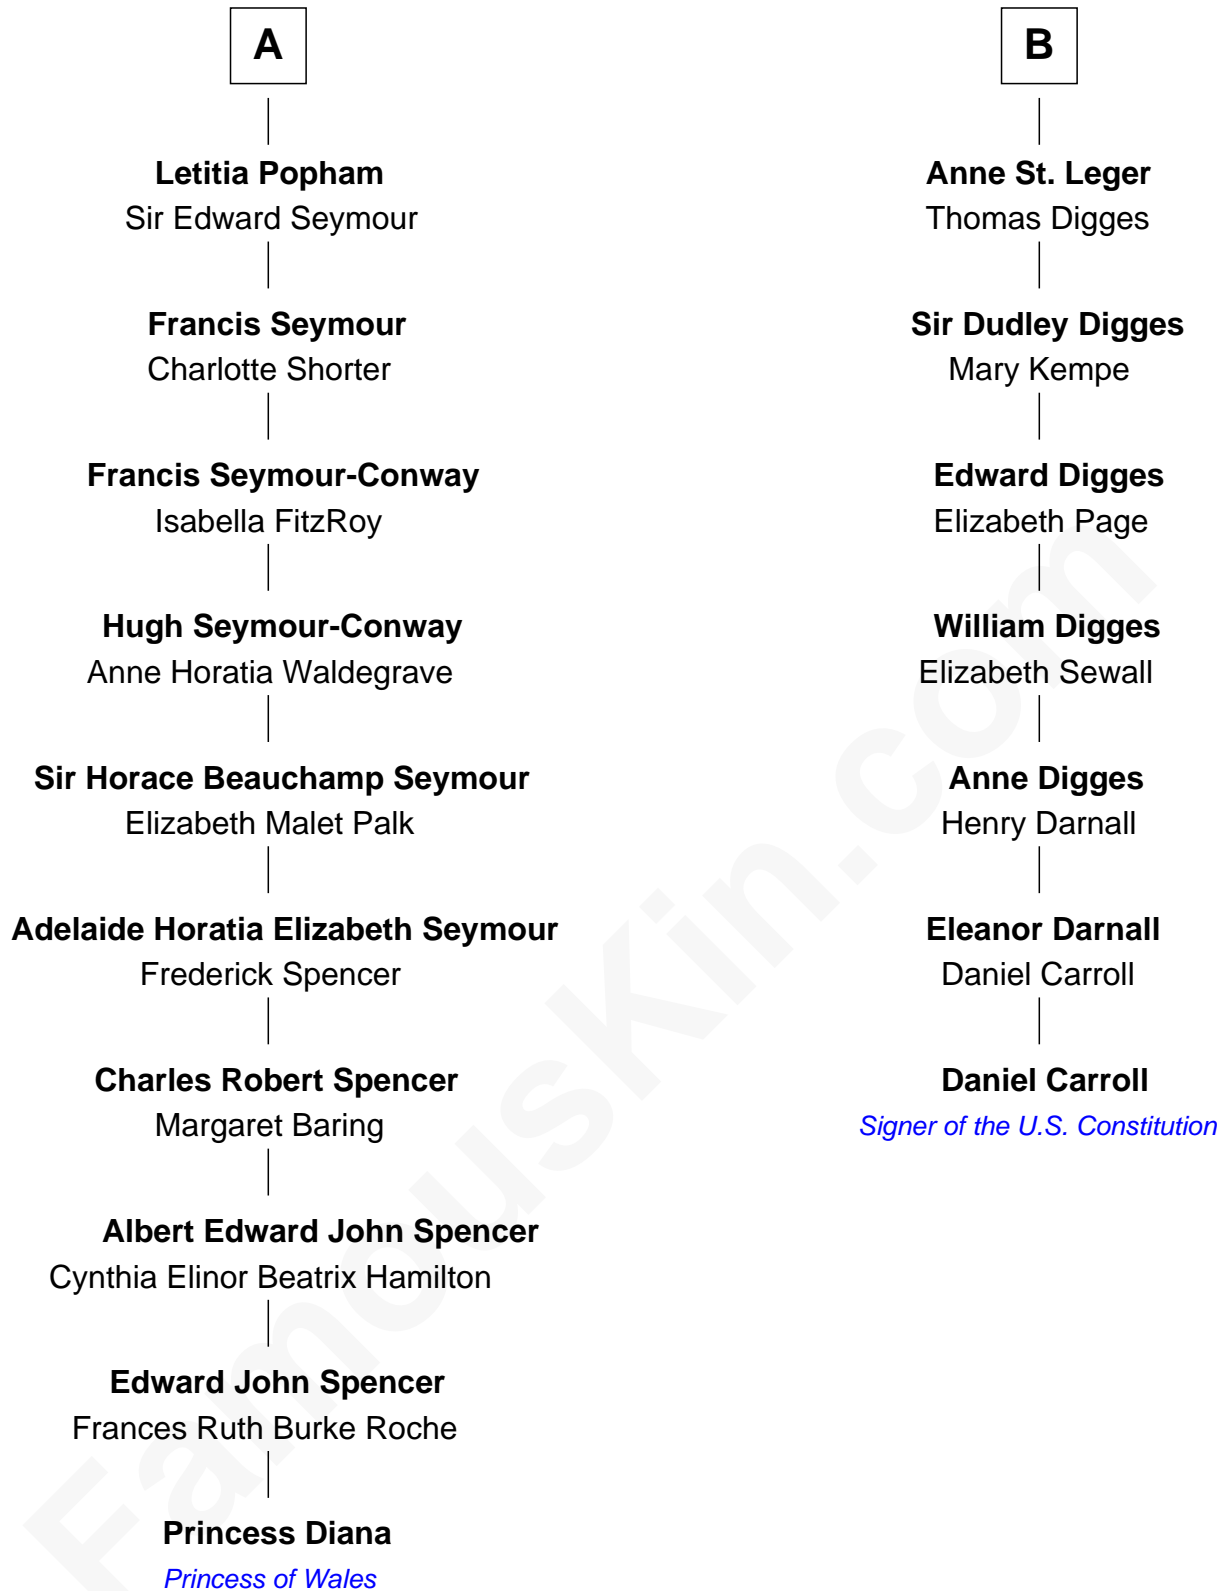 A
Letitia Popham
Sir Edward Seymour
Francis Seymour
Charlotte Shorter
Francis Seymour-Conway
Isabella FitzRoy
Hugh Seymour-Conway
Anne Horatia Waldegrave
Sir Horace Beauchamp Seymour
Elizabeth Malet Palk
Adelaide Horatia Elizabeth Seymour
Frederick Spencer
Charles Robert Spencer
Margaret Baring
Albert Edward John Spencer
Cynthia Elinor Beatrix Hamilton
Edward John Spencer
Frances Ruth Burke Roche
Princess Diana
Princess of Wales
B
Anne St. Leger
Thomas Digges
Sir Dudley Digges
Mary Kempe
Edward Digges
Elizabeth Page
William Digges
Elizabeth Sewall
Anne Digges
Henry Darnall
Eleanor Darnall
Daniel Carroll
Daniel Carroll
Signer of the U.S. Constitution
FamousKin.com